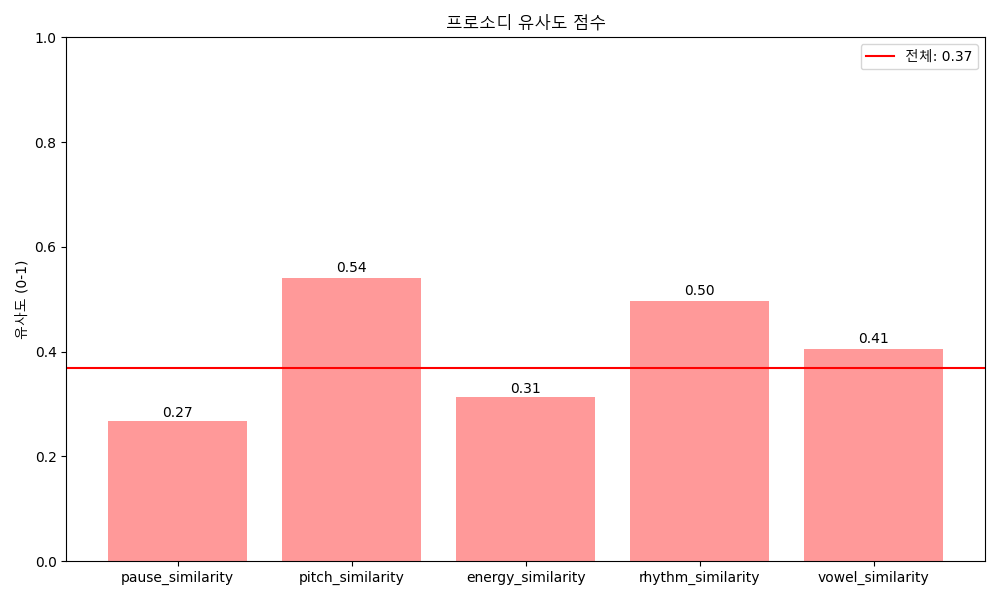 프로소디 유사도 점수
전체: 0.37
유사도 (0-1)
1.0
0.8
0.6
0.4
0.2
0.0
0.27
0.54
0.31
0.50
0.41
pause_similarity
pitch_similarity
energy_similarity
rhythm_similarity
vowel_similarity